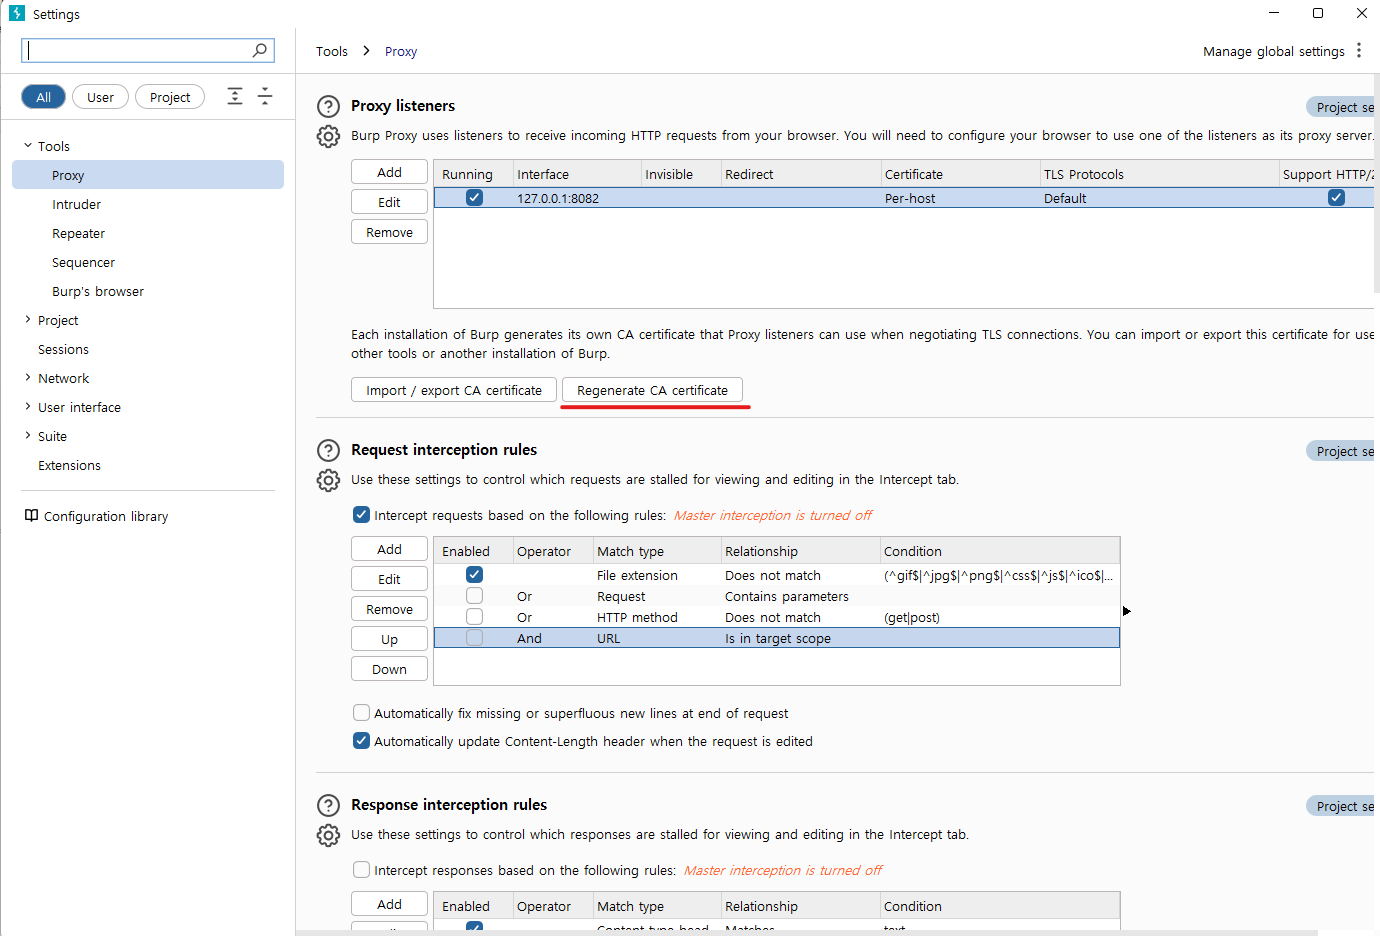 Settings
Tools > Proxy
Manage global settings
All User Project
Tools
Proxy
Intruder
Repeater
Sequencer
Burp's browser
Project
Sessions
Network
User interface
Suite
Extensions
Configuration library
Proxy listeners
Project se
Burp Proxy uses listeners to receive incoming HTTP requests from your browser. You will need to configure your browser to use one of the listeners as its proxy server.
Add
Edit
Remove
Running Interface Invisible Redirect Certificate TLS Protocols Support HTTP/2
127.0.0.1:8082 Per-host Default
Each installation of Burp generates its own CA certificate that Proxy listeners can use when negotiating TLS connections. You can import or export this certificate for use
other tools or another installation of Burp.
Import / export CA certificate Regenerate CA certificate
Request interception rules
Project se
Use these settings to control which requests are stalled for viewing and editing in the Intercept tab.
Intercept requests based on the following rules: Master interception is turned off
Add
Edit
Remove
Up
Down
Enabled Operator Match type Relationship Condition
File extension Does not match (^gif$|^jpg$|^png$|^css$|^js$|^ico$|...
Or Request Contains parameters
Or HTTP method Does not match (get|post)
And URL Is in target scope
Automatically fix missing or superfluous new lines at end of request
Automatically update Content-Length header when the request is edited
Response interception rules
Project se
Use these settings to control which responses are stalled for viewing and editing in the Intercept tab.
Intercept responses based on the following rules: Master interception is turned off
Add
Enabled Operator Match type Relationship Condition
Content type head Matches text